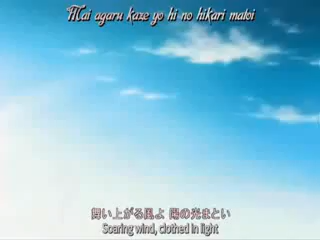 Mai agaru kaze yo hi no hikari matoi
舞い上がる風よ 陽の光まとい
Soaring wind, clothed in light